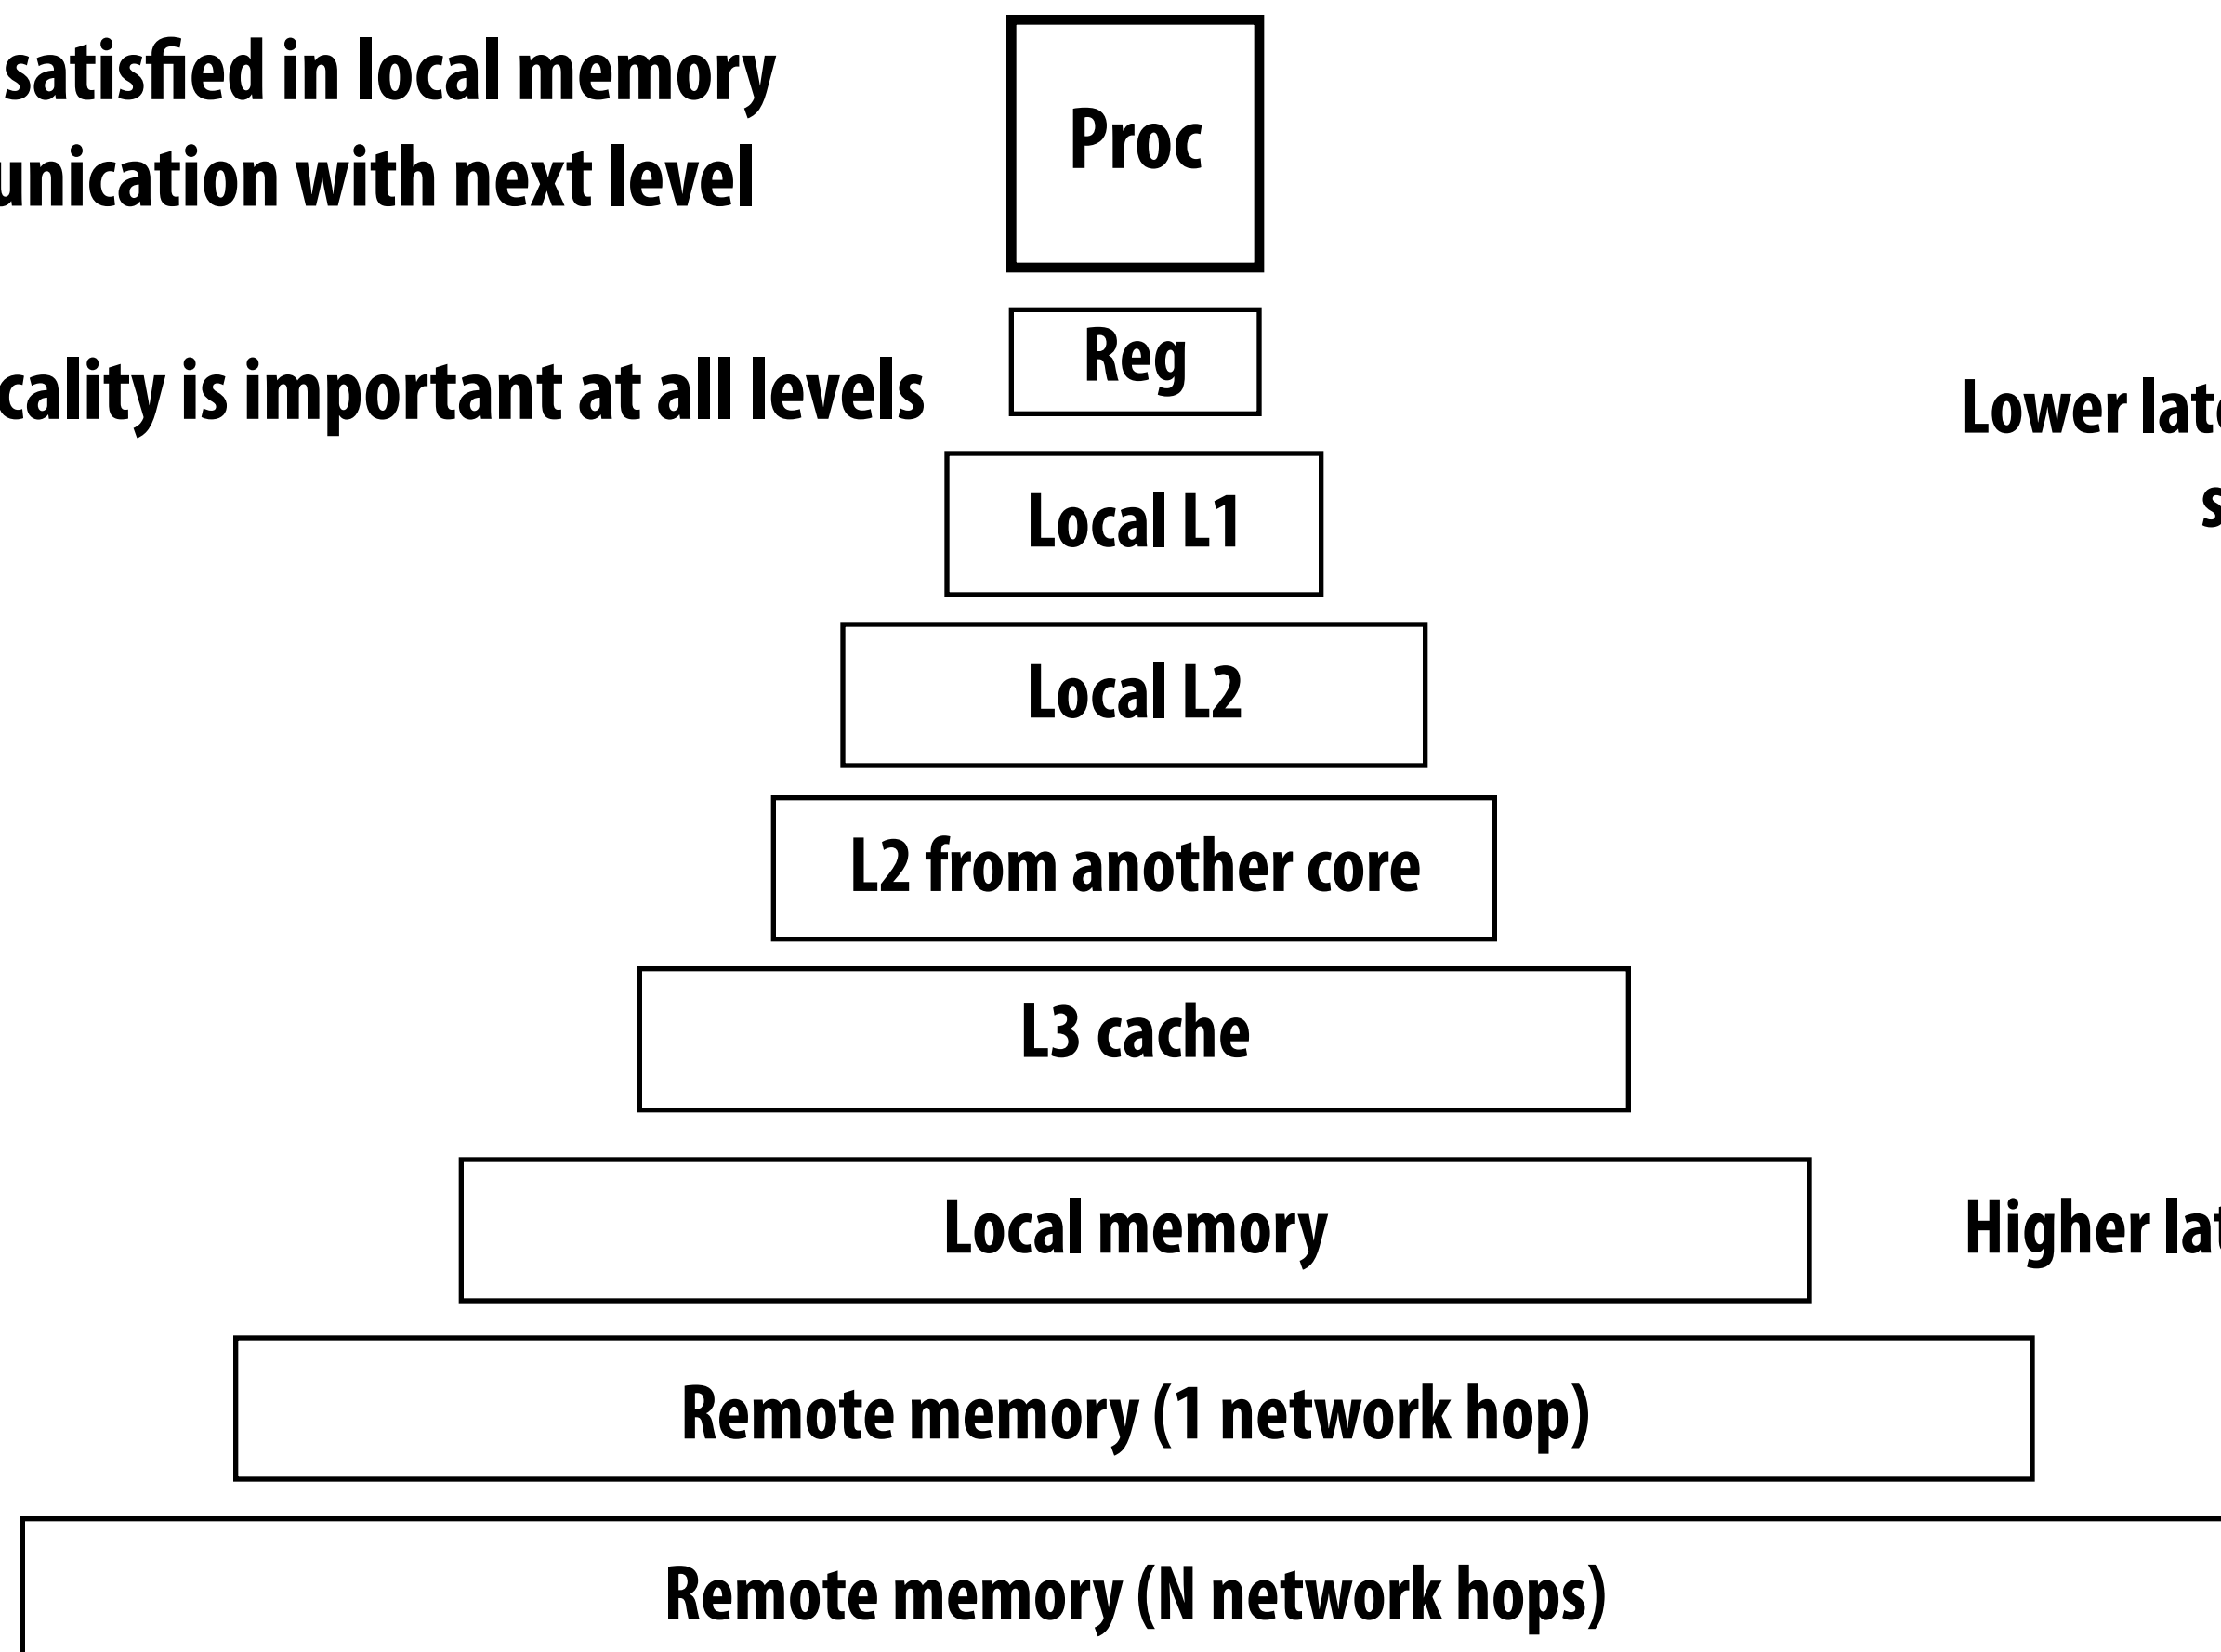 satisfied in local memory
unication with next level
cality is important at all levels
Proc
Reg
Local L1
Local L2
L2 from another core
L3 cache
Local memory
Remote memory (1 network hop)
Remote memory (N network hops)
Lower
Higher